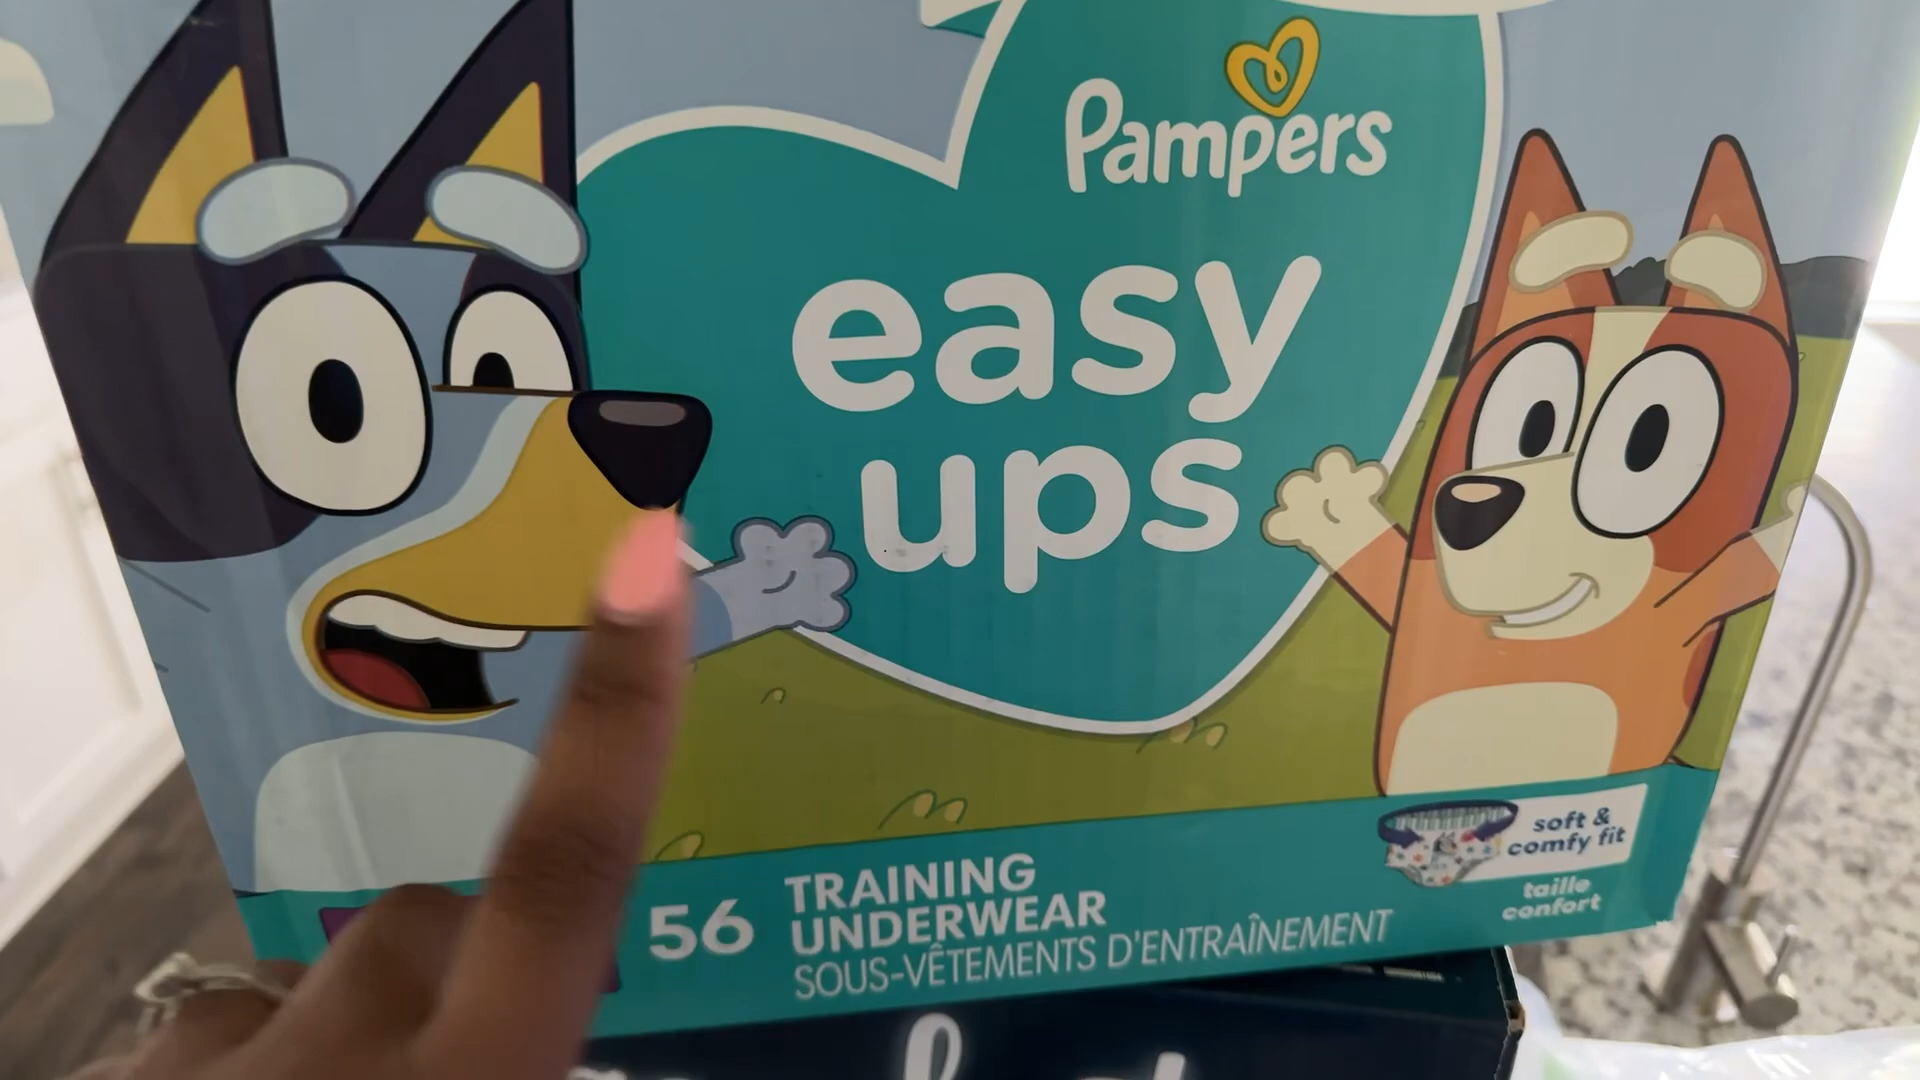 Pampers
easy
ups
56
TRAINING
UNDERWEAR
SOUS-VÊTEMENTS D'ENTRAÎNEMENT
soft &
comfy fit
taille
confort